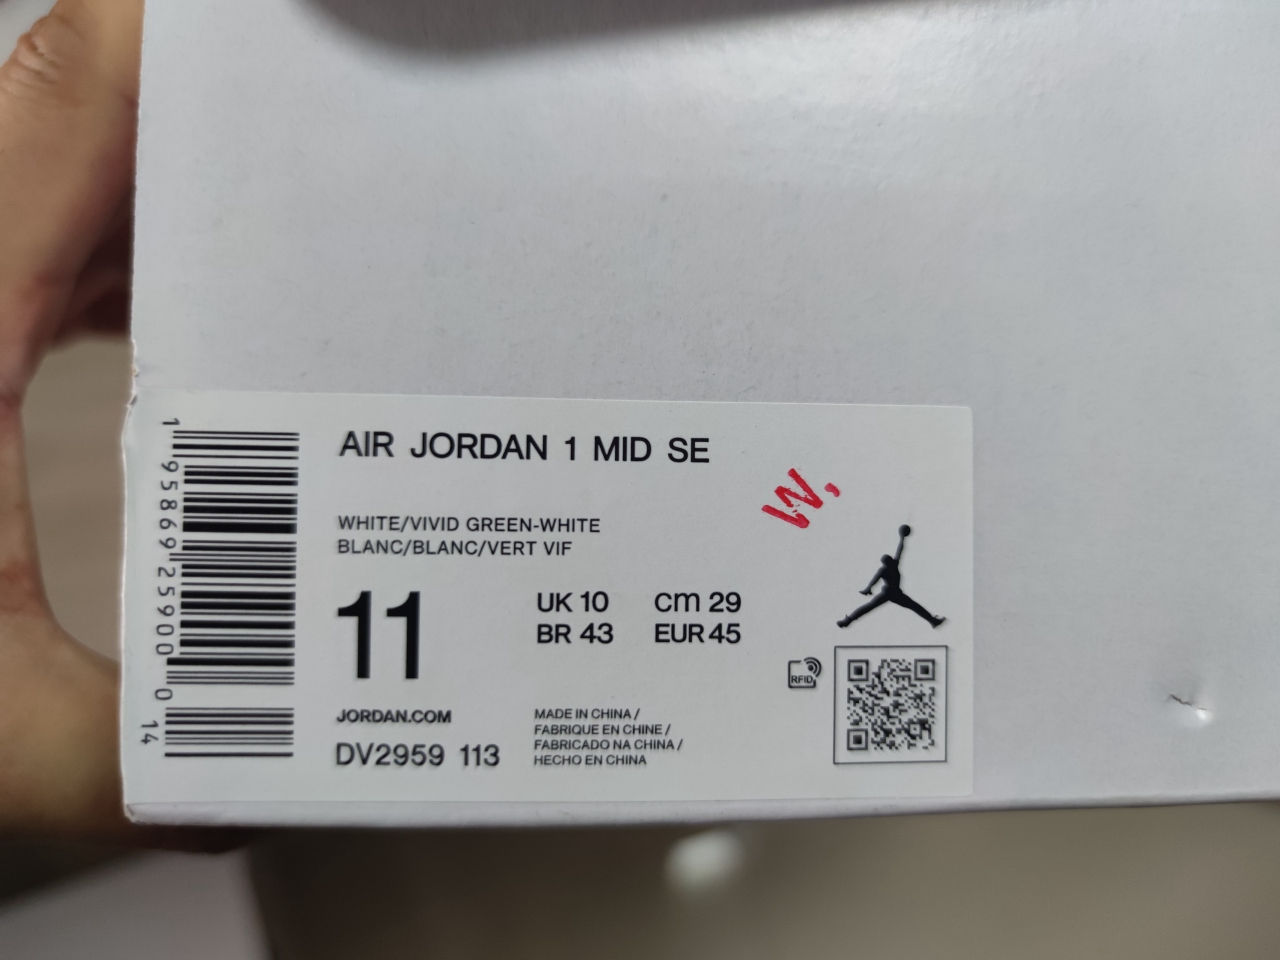 AIR JORDAN 1 MID SE
W,
WHITE/VIVID GREEN-WHITE
BLANC/BLANC/VERT VIF
11
UK 10 cm 29
BR 43 EUR 45
RFID
JORDAN.COM
DV2959 113
MADE IN CHINA /
FABRIQUE EN CHINE /
FABRICADO NA CHINA /
HECHO EN CHINA
1 95869 25900 0 14